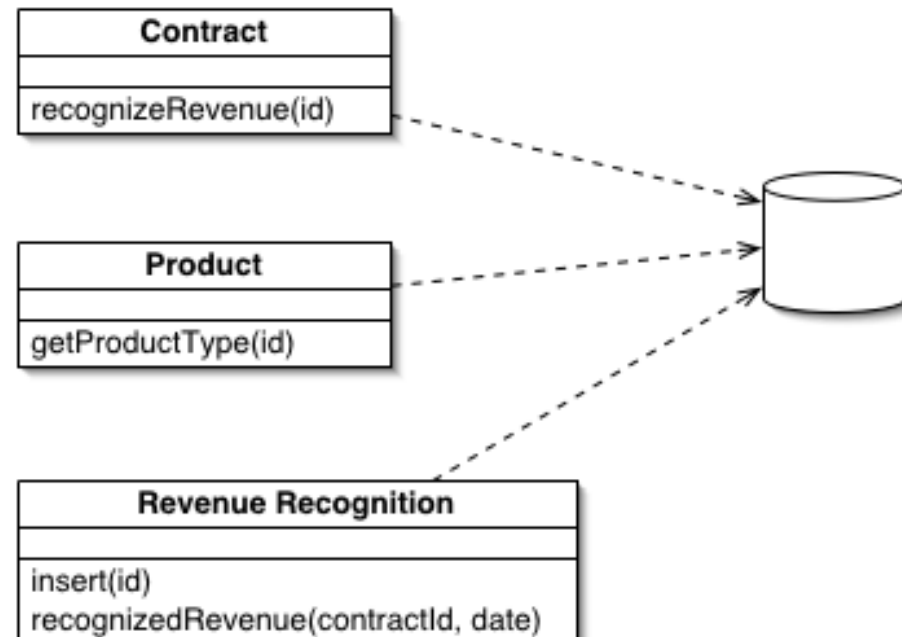 Contract
recognizeRevenue(id)
Product
getProductType(id)
Revenue Recognition
insert(id)
recognizedRevenue(contractId, date)